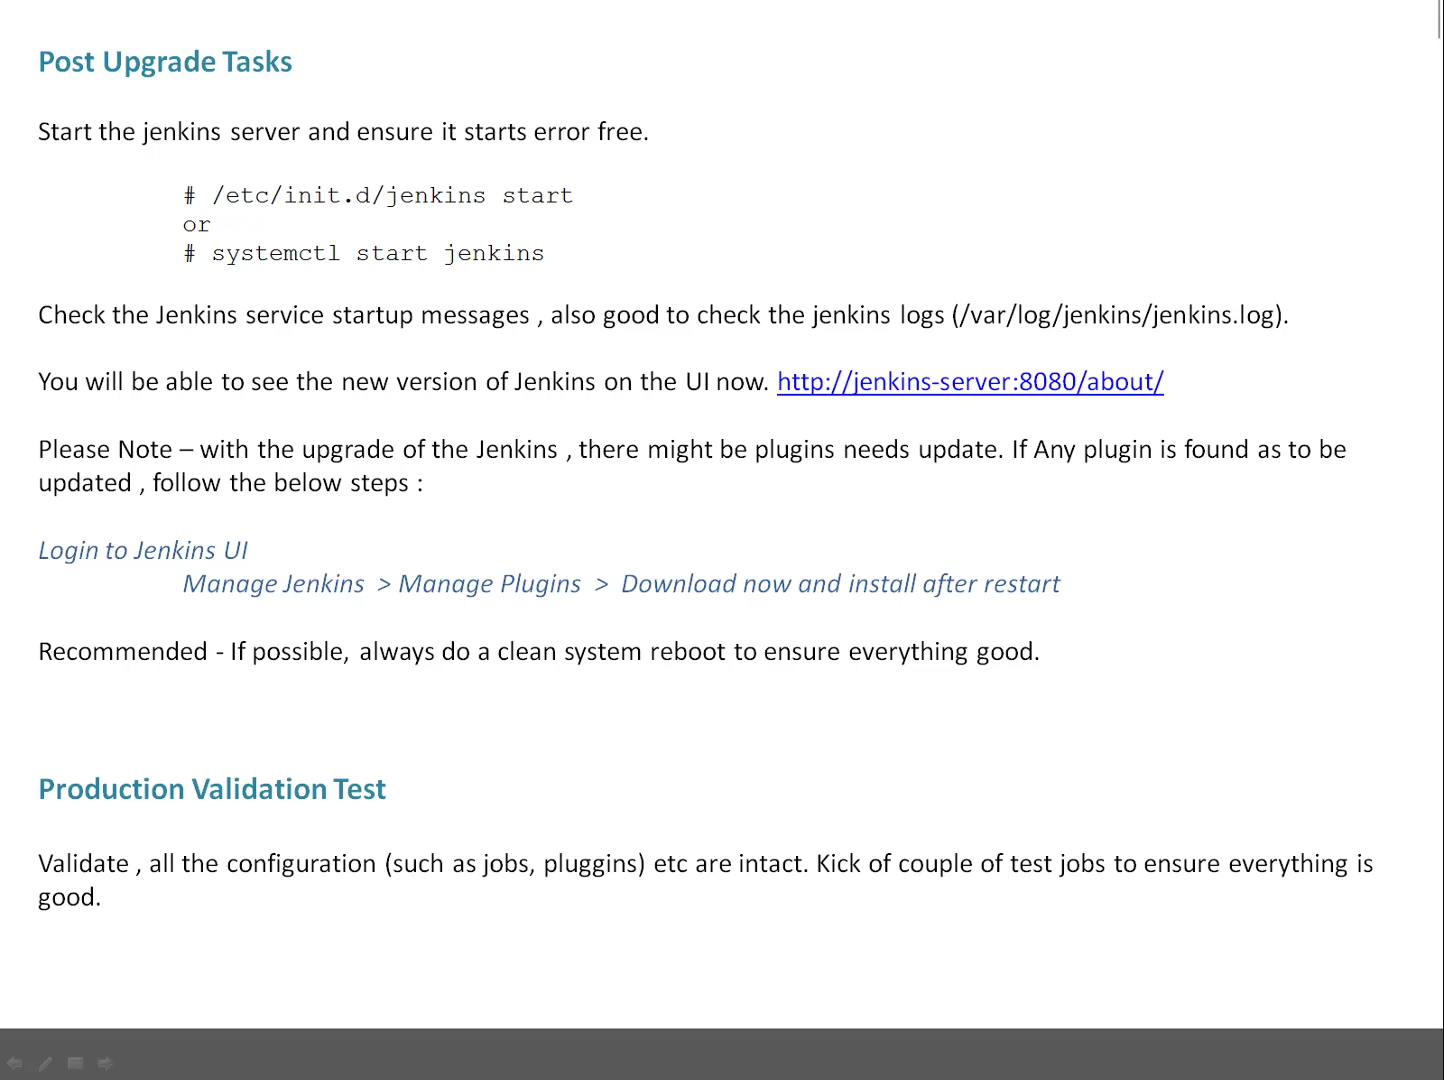 Post Upgrade Tasks
Start the jenkins server and ensure it starts error free.
# /etc/init.d/jenkins start
or
# systemctl start jenkins
Check the Jenkins service startup messages , also good to check the jenkins logs (/var/log/jenkins/jenkins.log).
You will be able to see the new version of Jenkins on the UI now. http://jenkins-server:8080/about/
Please Note – with the upgrade of the Jenkins , there might be plugins needs update. If Any plugin is found as to be
updated , follow the below steps :
Login to Jenkins UI
Manage Jenkins > Manage Plugins > Download now and install after restart
Recommended - If possible, always do a clean system reboot to ensure everything good.
Production Validation Test
Validate , all the configuration (such as jobs, pluggins) etc are intact. Kick of couple of test jobs to ensure everything is
good.